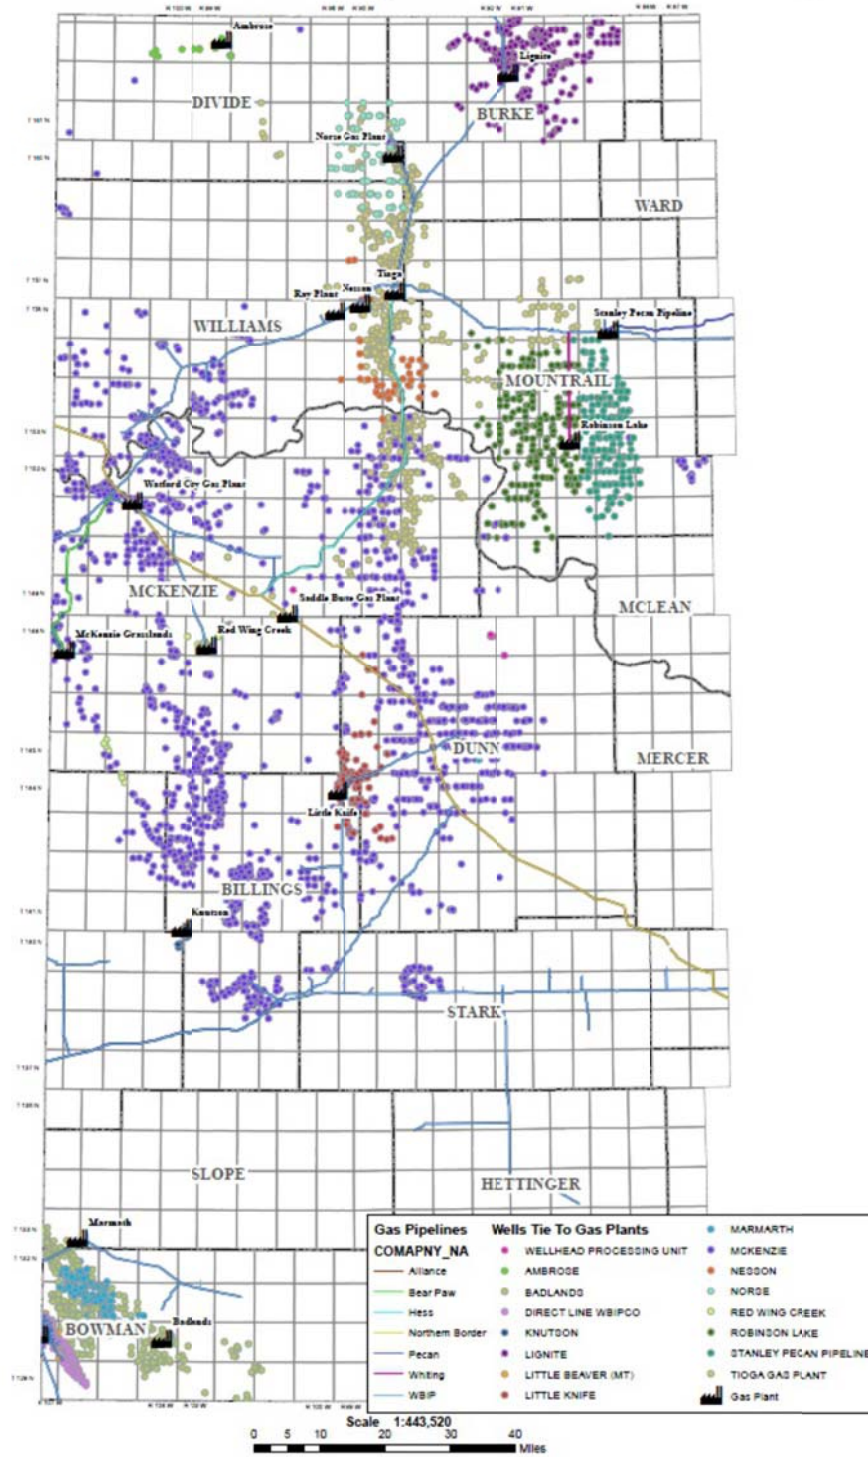 Ambrose
Lignite
DIVIDE
BURKE
Norse Gas Plants
WARD
Tioga
Nesson
Ray Plants
Stanley Pecan Pipeline
WILLIAMS
MOUNTRAIL
Robinson Lake
Watford Cty Gas Plants
MCKENZIE
Saddle Butte Gas Plants
MCLEAN
McKenzie Grasslands
Red Wing Creek
DUNN
MERCER
Little Knife
BILLINGS
Knutson
STARK
SLOPE
HETTINGER
Marmath
BOWMAN
Badlands
Gas Pipelines
COMAPNY_NA
Alliance
Bear Paw
Hess
Northern Border
Pecan
Whiting
WBIP
Wells Tie To Gas Plants
WELLHEAD PROCESSING UNIT
AMBROSE
BADLANDS
DIRECT LINE WBIPCO
KNUTSON
LIGNITE
LITTLE BEAVER (MT)
LITTLE KNIFE
MARMARTH
MCKENZIE
NESSON
NORSE
RED WING CREEK
ROBINSON LAKE
STANLEY PECAN PIPELINE
TIOGA GAS PLANT
Gas Plant
Scale 1:443,520
0 5 10 20 30 40
Miles